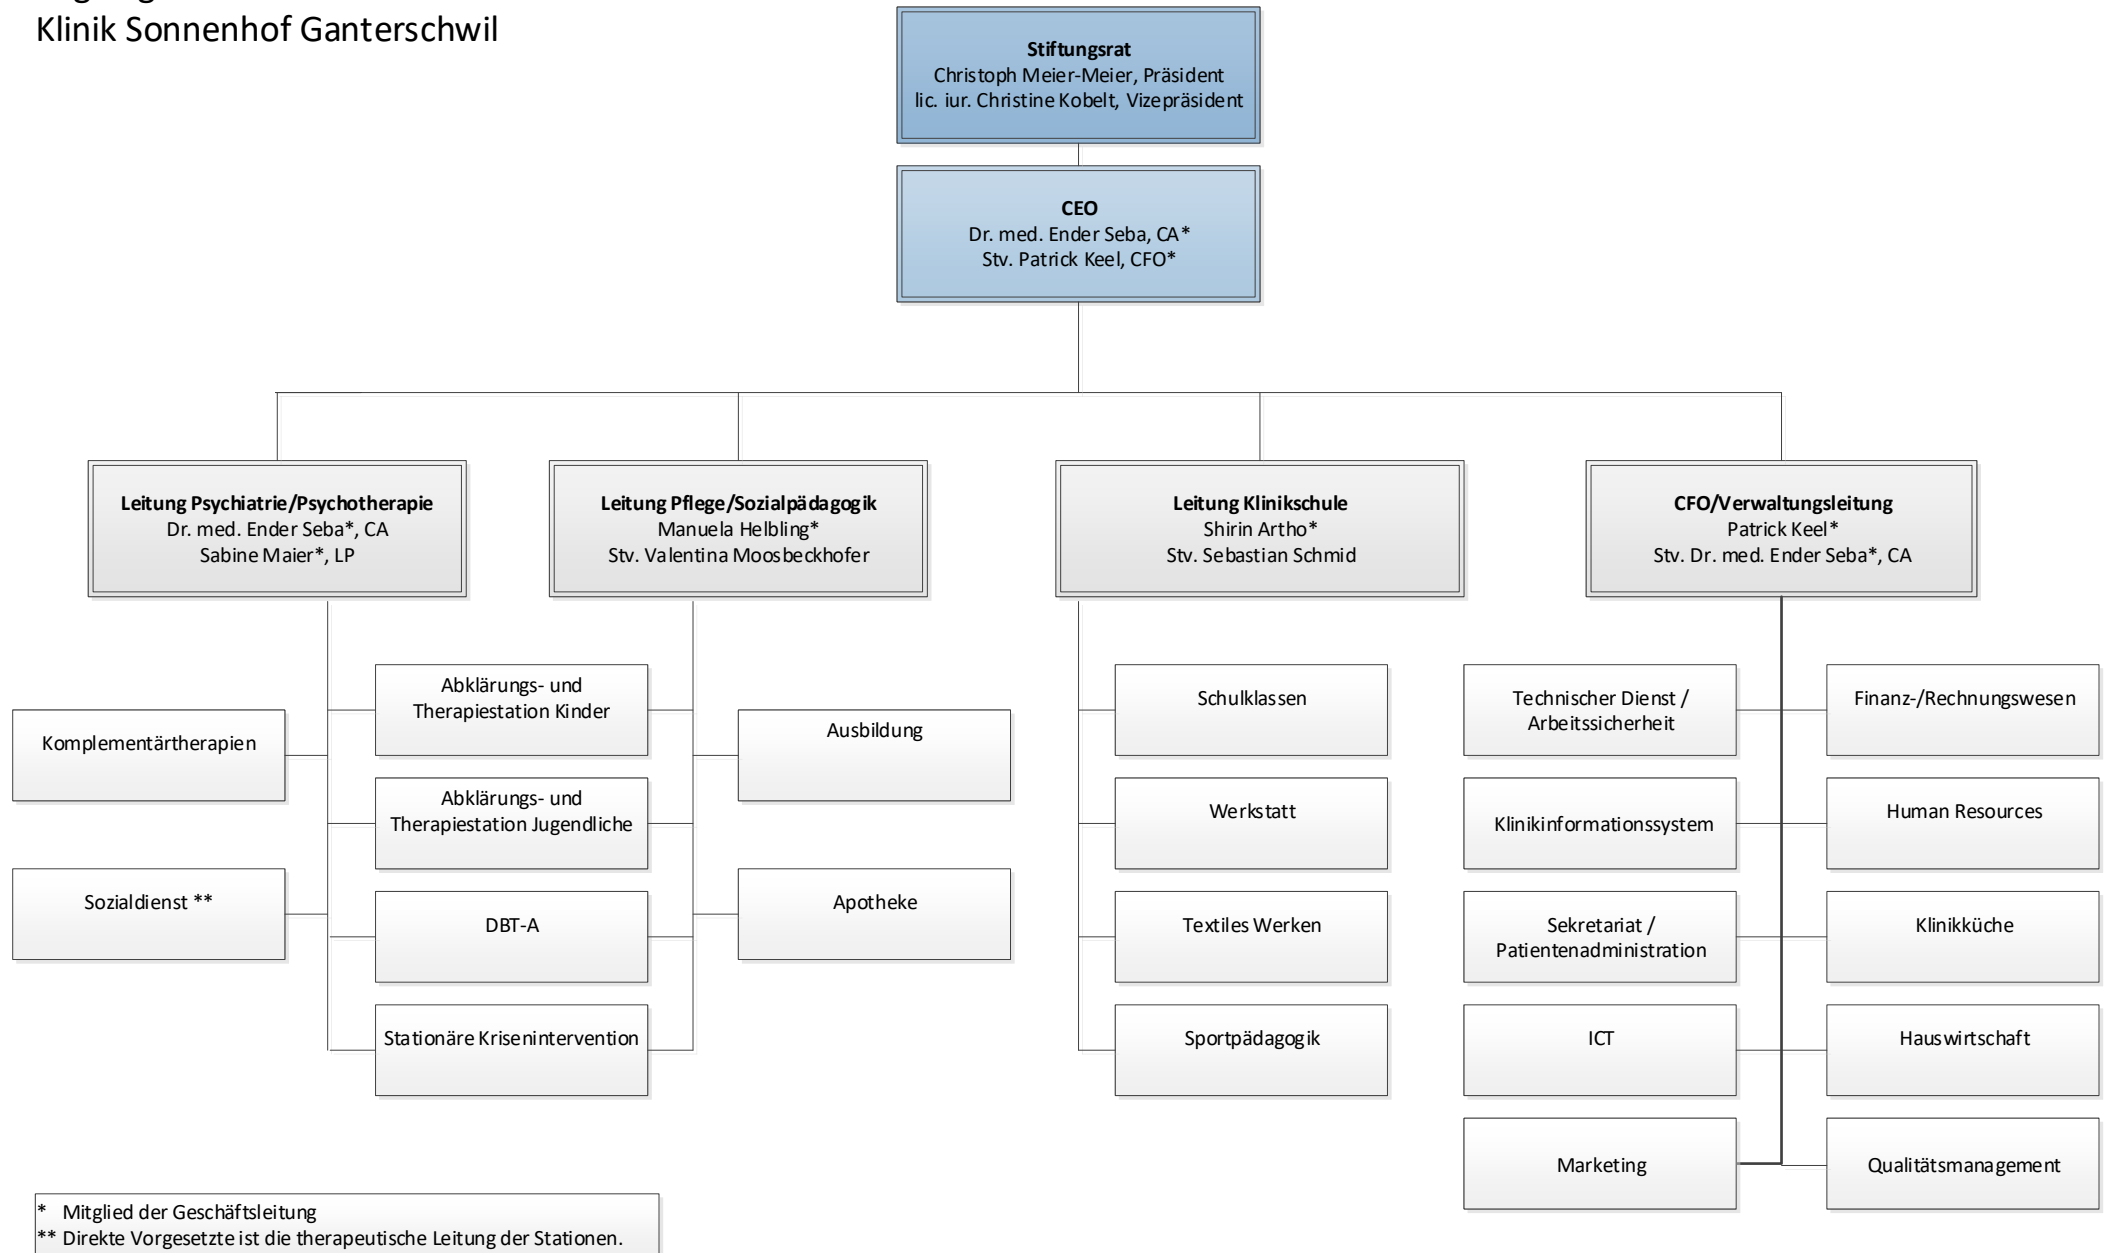 Klinik Sonnenhof Ganterschwil
Stiftungsrat
Christoph Meier-Meier, Präsident
lic. iur. Christine Kobelt, Vizepräsident
CEO
Dr. med. Ender Seba, CA*
Stv. Patrick Keel, CFO*
Leitung Psychiatrie/Psychotherapie
Dr. med. Ender Seba*, CA
Sabine Maier*, LP
Leitung Pflege/Sozialpädagogik
Manuela Helbling*
Stv. Valentina Moosbeckhofer
Leitung Klinikschule
Shirin Artho*
Stv. Sebastian Schmid
CFO/Verwaltungsleitung
Patrick Keel*
Stv. Dr. med. Ender Seba*, CA
Komplementärtherapien
Sozialdienst **
Abklärungs- und
Therapiestation Kinder
Abklärungs- und
Therapiestation Jugendliche
DBT-A
Stationäre Krisenintervention
Ausbildung
Apotheke
Schulklassen
Werkstatt
Textiles Werken
Sportpädagogik
Technischer Dienst /
Arbeitssicherheit
Klinikinformationssystem
Sekretariat /
Patientenadministration
ICT
Marketing
Finanz-/Rechnungswesen
Human Resources
Klinikküche
Hauswirtschaft
Qualitätsmanagement
* Mitglied der Geschäftsleitung
** Direkte Vorgesetzte ist die therapeutische Leitung der Stationen.